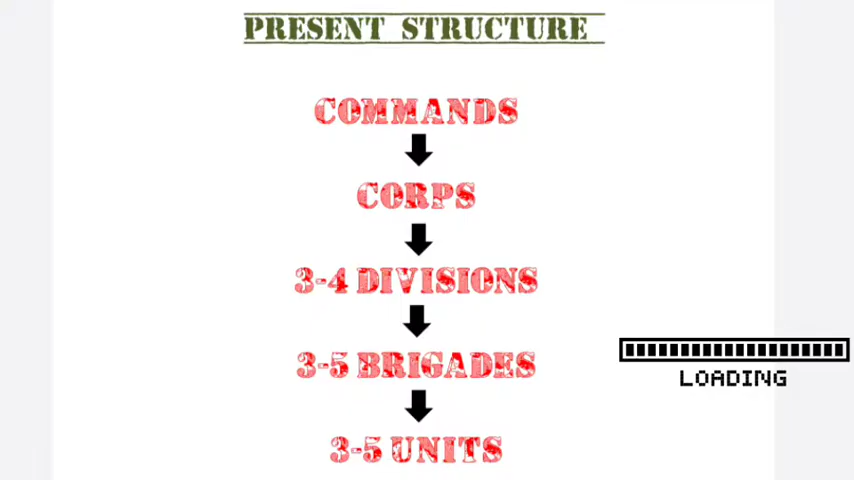 PRESENT STRUCTURE
COMMANDS
CORPS
3-4 DIVISIONS
3-5 BRIGADES
LOADING
3-5 UNITS